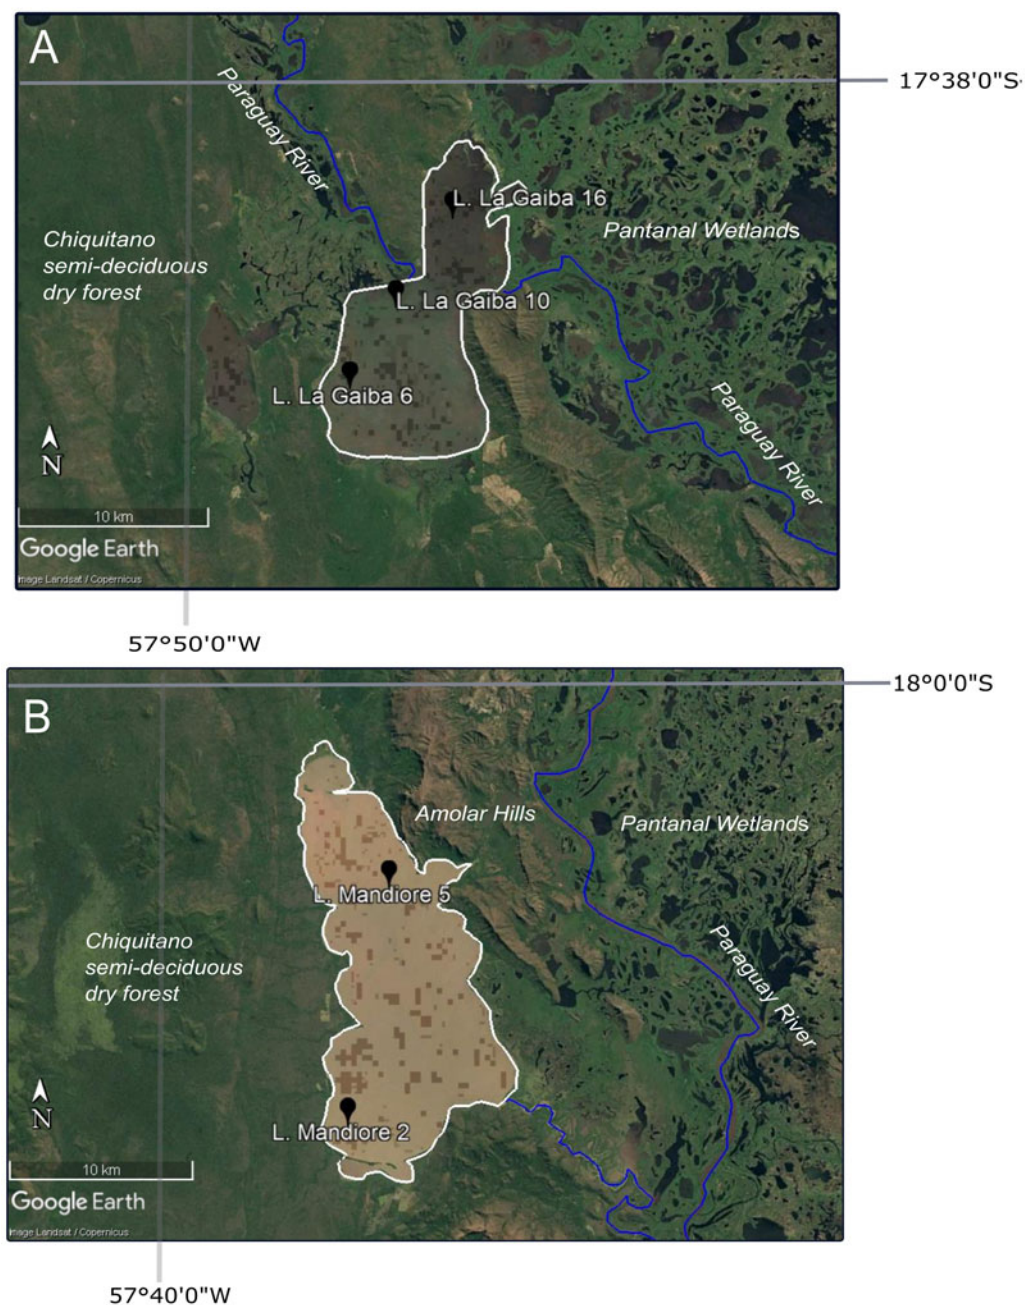 A
17°38'0"S
Paraguay River
L. La Gaiba 16
Pantanal Wetlands
Chiquitano
semi-deciduous
dry forest
L. La Gaiba 10
L. La Gaiba 6
Paraguay River
N
10 km
Google Earth
Image Landsat / Copernicus
57°50'0"W
18°0'0"S
B
Amolar Hills
Pantanal Wetlands
L. Mandiore 5
Chiquitano
semi-deciduous
dry forest
Paraguay River
N
L. Mandiore 2
10 km
Google Earth
Image Landsat / Copernicus
57°40'0"W